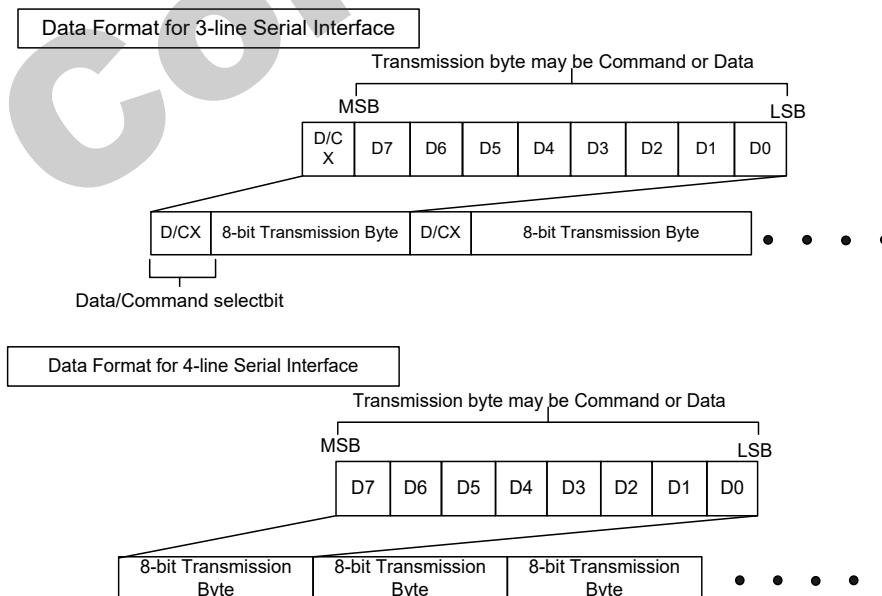 Data Format for 3-line Serial Interface
Transmission byte may be Command or Data
MSB
LSB
D/C
X
D7
D6
D5
D4
D3
D2
D1
D0
D/CX
8-bit Transmission Byte
D/CX
8-bit Transmission Byte
Data/Command selectbit
Data Format for 4-line Serial Interface
Transmission byte may be Command or Data
MSB
LSB
D7
D6
D5
D4
D3
D2
D1
D0
8-bit Transmission
Byte
8-bit Transmission
Byte
8-bit Transmission
Byte